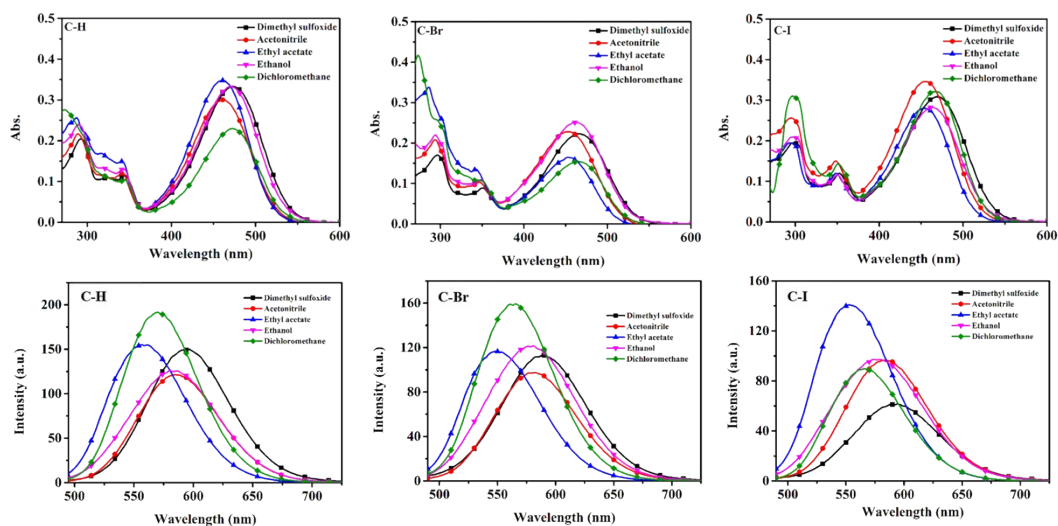 C-H
Dimethyl sulfoxide
Acetonitrile
Ethyl acetate
Ethanol
Dichloromethane
0.5
0.4
0.3
0.2
0.1
0.0
Abs.
300 400 500 600
Wavelength (nm)
C-Br
Dimethyl sulfoxide
Acetonitrile
Ethyl acetate
Ethanol
Dichloromethane
0.5
0.4
0.3
0.2
0.1
0.0
Abs.
300 400 500 600
Wavelength (nm)
C-I
Dimethyl sulfoxide
Acetonitrile
Ethyl acetate
Ethanol
Dichloromethane
0.5
0.4
0.3
0.2
0.1
0.0
Abs.
300 400 500 600
Wavelength (nm)
C-H
Dimethyl sulfoxide
Acetonitrile
Ethyl acetate
Ethanol
Dichloromethane
200
150
100
50
0
Intensity (a.u.)
500 550 600 650 700
Wavelength (nm)
C-Br
Dimethyl sulfoxide
Acetonitrile
Ethyl acetate
Ethanol
Dichloromethane
160
120
80
40
0
Intensity (a.u.)
500 550 600 650 700
Wavelength (nm)
C-I
Dimethyl sulfoxide
Acetonitrile
Ethyl acetate
Ethanol
Dichloromethane
140
105
70
35
0
Intensity (a.u.)
500 550 600 650 700
Wavelength (nm)